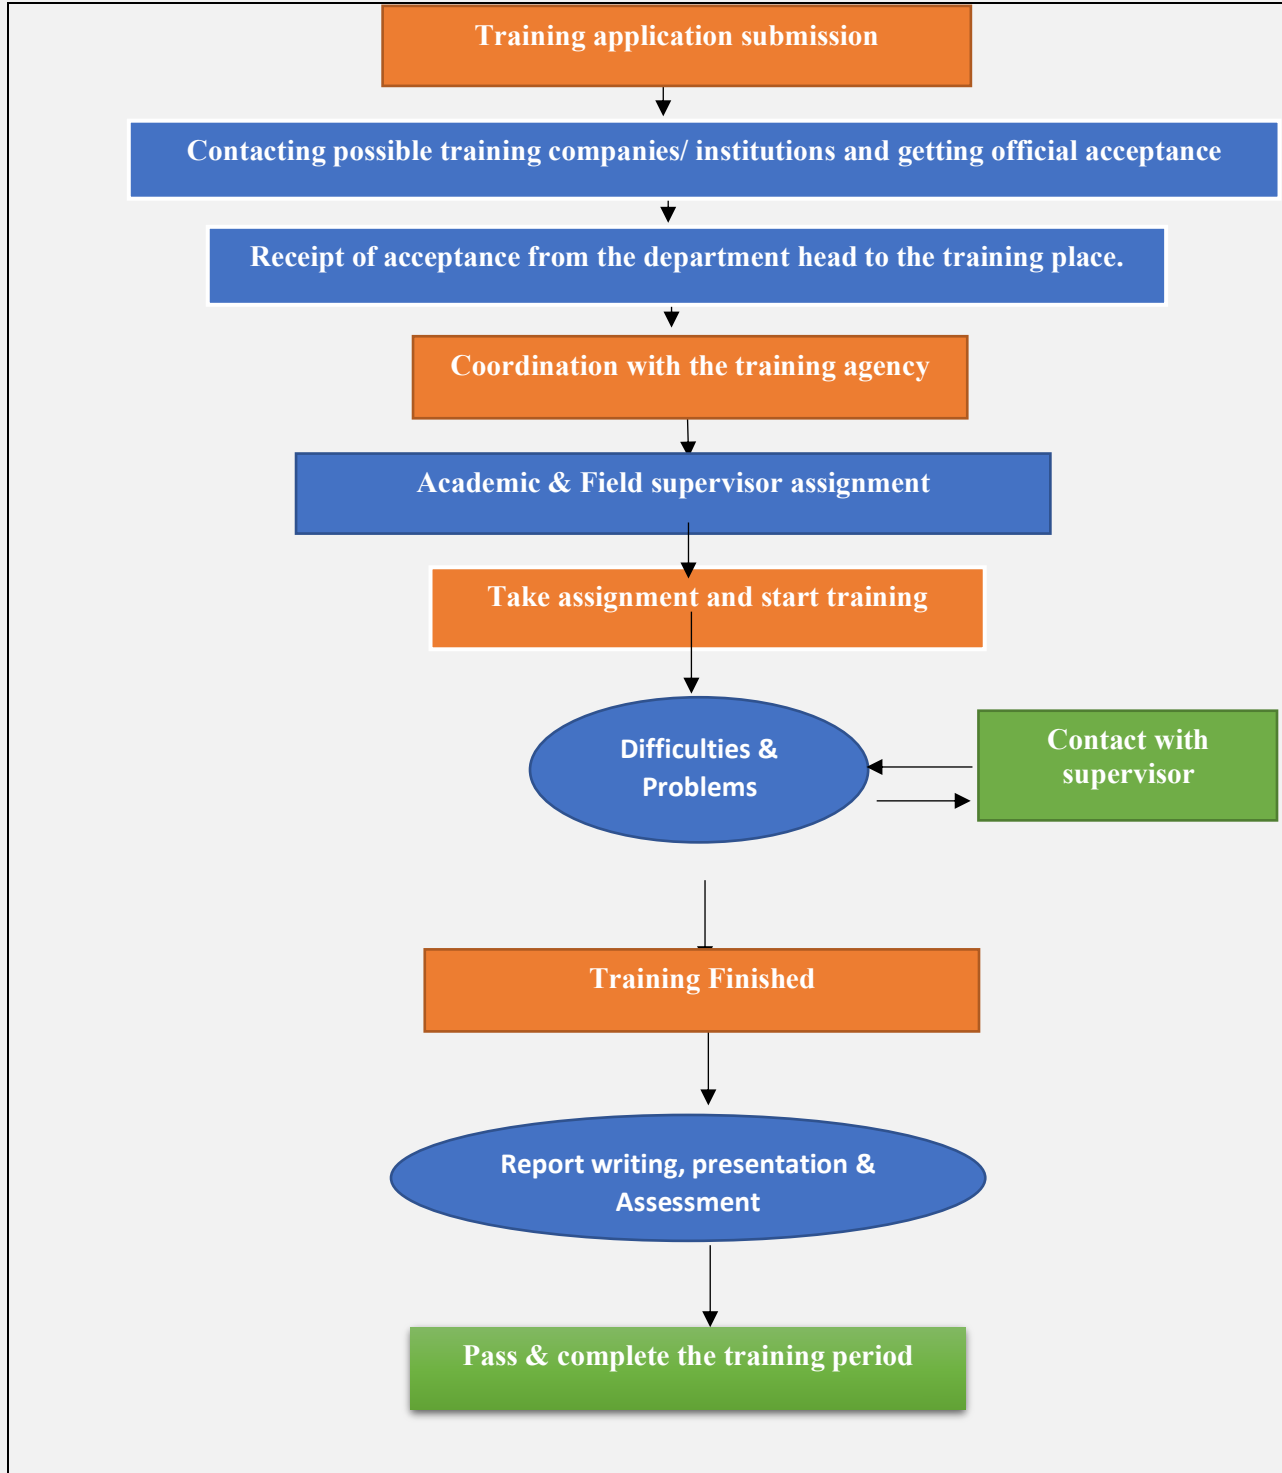 Training application submission
Contacting possible training companies/ institutions and getting official acceptance
Receipt of acceptance from the department head to the training place.
Coordination with the training agency
Academic & Field supervisor assignment
Take assignment and start training
Difficulties &
Problems
Contact with
supervisor
Training Finished
Report writing, presentation &
Assessment
Pass & complete the training period